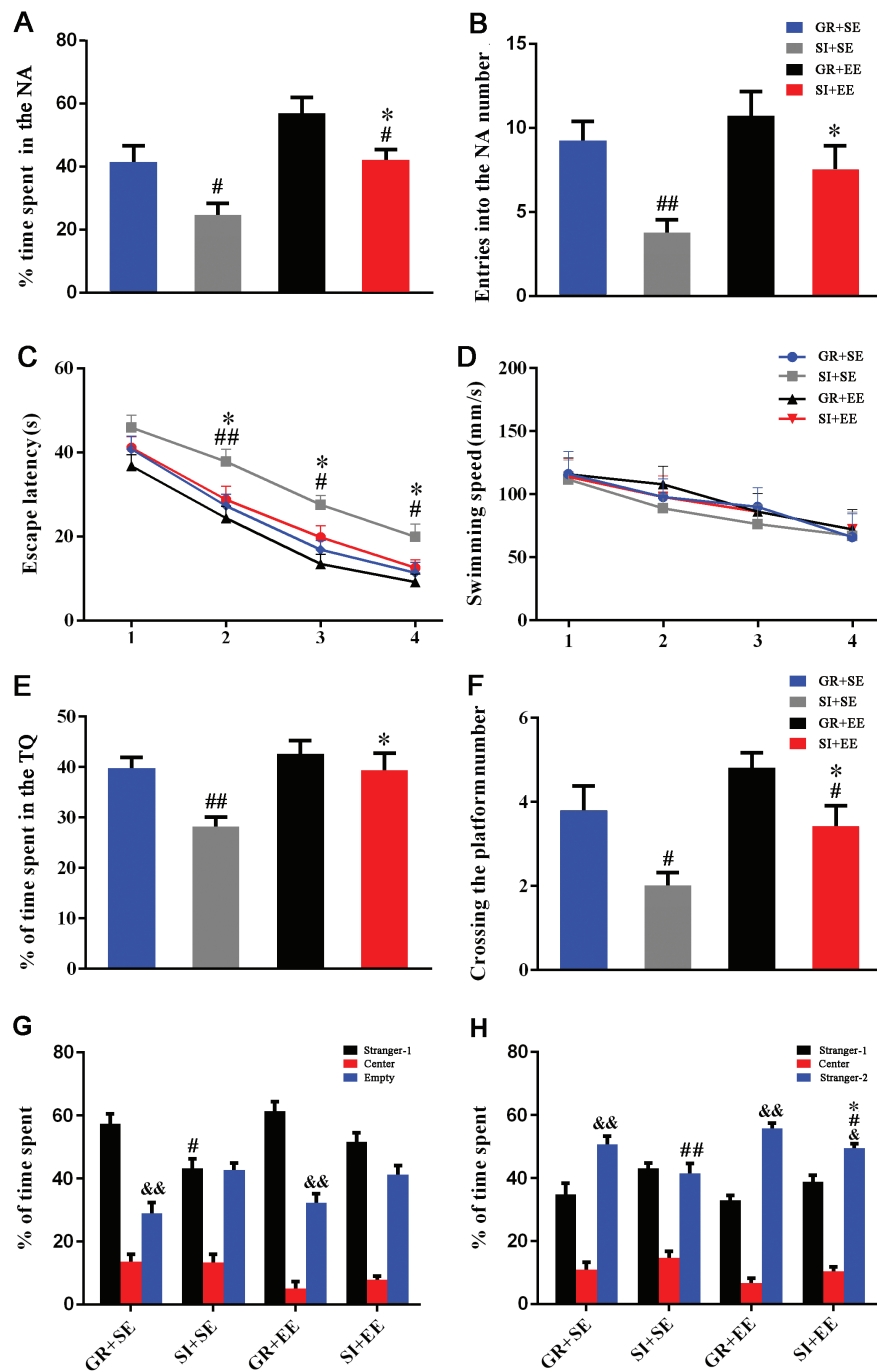 A
% time spent in the NA
80
60
40
20
0
#
*
#
B
Entries into the NA number
15
10
5
0
GR+SE
SI+SE
GR+EE
SI+EE
##
*
C
Escape latency(s)
60
40
20
0
*
##
*
#
*
#
1 2 3 4
D
Swimming speed(mm/s)
200
150
100
50
0
GR+SE
SI+SE
GR+EE
SI+EE
1 2 3 4
E
% of time spent in the TQ
50
40
30
20
10
0
##
*
F
Crossing the platform number
6
4
2
0
GR+SE
SI+SE
GR+EE
SI+EE
#
*
#
G
% of time spent
80
60
40
20
0
Stranger-1
Center
Empty
&&
#
&&
GR+SE SI+SE GR+EE SI+EE
H
% of time spent
80
60
40
20
0
Stranger-1
Center
Stranger-2
&&
##
&&
*
#
&
GR+SE SI+SE GR+EE SI+EE